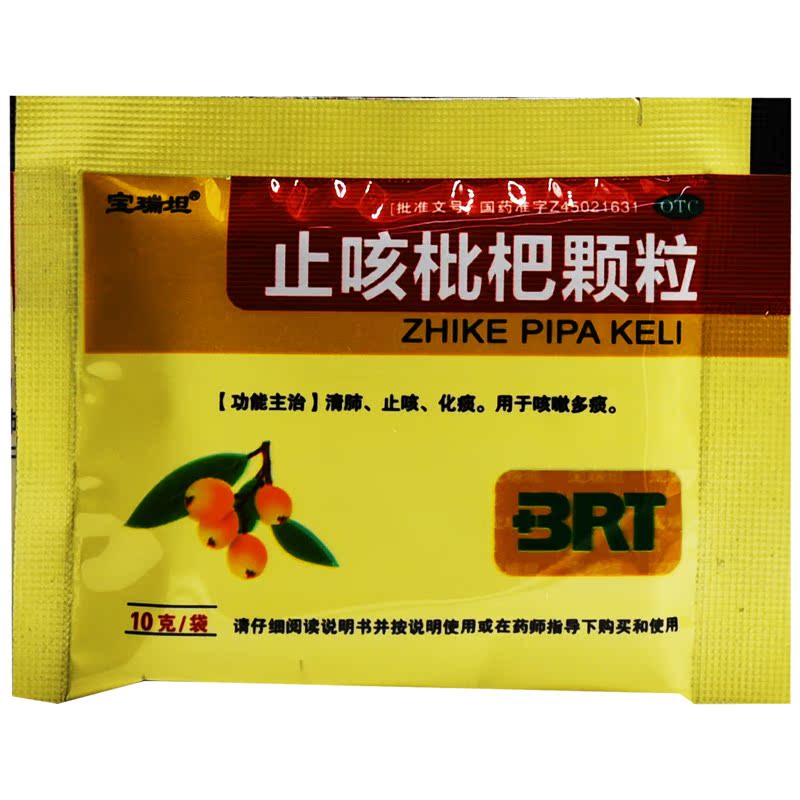 宝瑞坦®
[批准文号] 国药准字Z45021631
OTC
止咳枇杷颗粒
ZHIKE PIPA KELI
【功能主治】清肺、止咳、化痰。用于咳嗽多痰。
BRT
10克/袋
请仔细阅读说明书并按说明使用或在药师指导下购买和使用